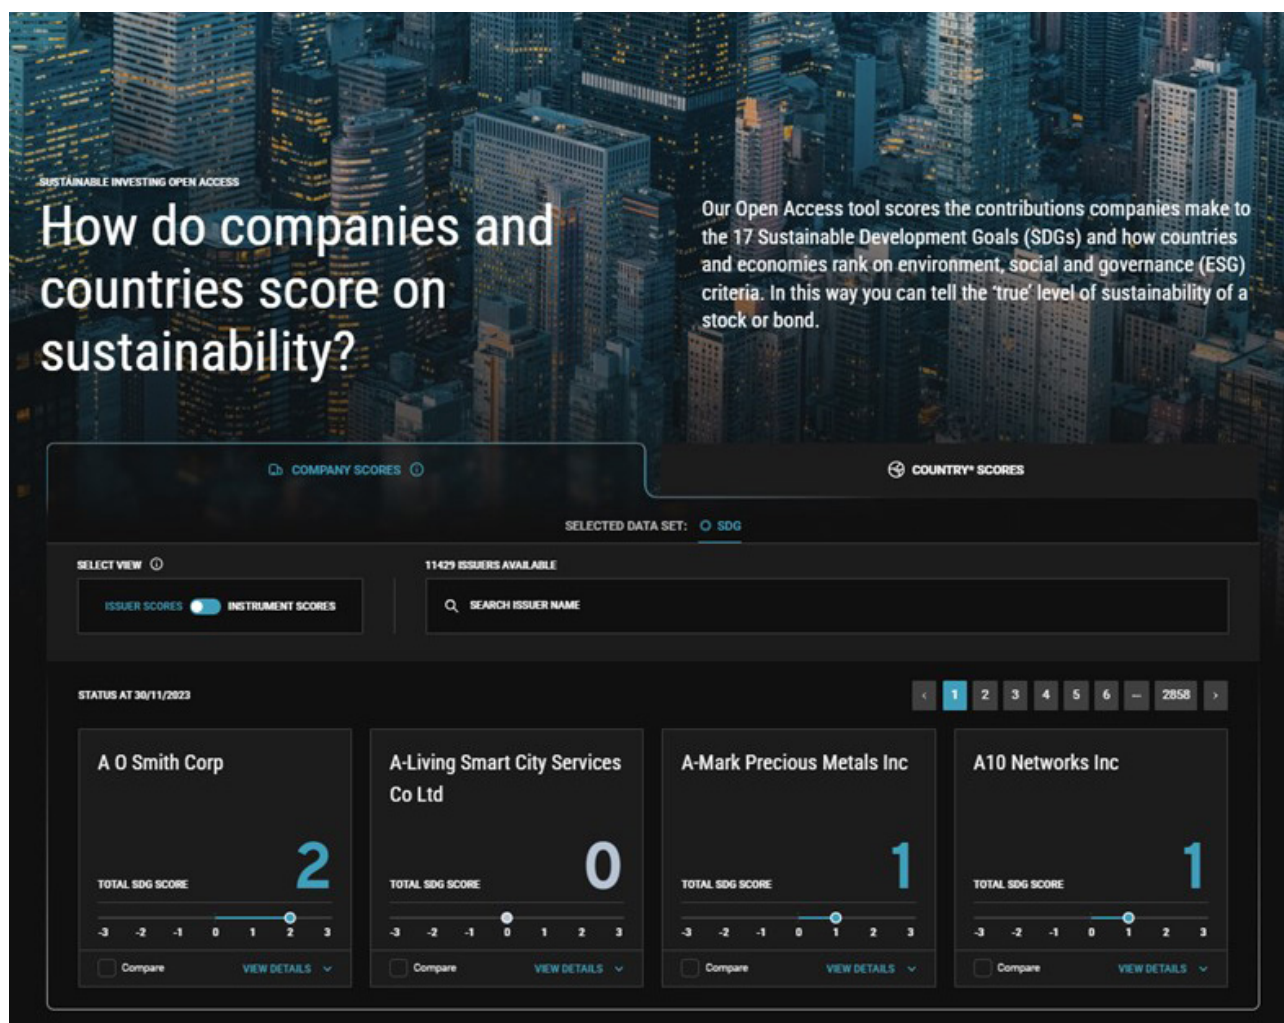 SUSTAINABLE INVESTING OPEN ACCESS
How do companies and
countries score on
sustainability?
Our Open Access tool scores the contributions companies make to
the 17 Sustainable Development Goals (SDGs) and how countries
and economies rank on environment, social and governance (ESG)
criteria. In this way you can tell the ‘true’ level of sustainability of a
stock or bond.
COMPANY SCORES
COUNTRY* SCORES
SELECTED DATA SET: SDG
SELECT VIEW
11429 ISSUERS AVAILABLE
ISSUER SCORES INSTRUMENT SCORES
SEARCH ISSUER NAME
STATUS AT 30/11/2023
‹ 1 2 3 4 5 6 – 2858 ›
A O Smith Corp
2
TOTAL SDG SCORE
-3 -2 -1 0 1 2 3
Compare VIEW DETAILS
A-Living Smart City Services
Co Ltd
0
TOTAL SDG SCORE
-3 -2 -1 0 1 2 3
Compare VIEW DETAILS
A-Mark Precious Metals Inc
1
TOTAL SDG SCORE
-3 -2 -1 0 1 2 3
Compare VIEW DETAILS
A10 Networks Inc
1
TOTAL SDG SCORE
-3 -2 -1 0 1 2 3
Compare VIEW DETAILS